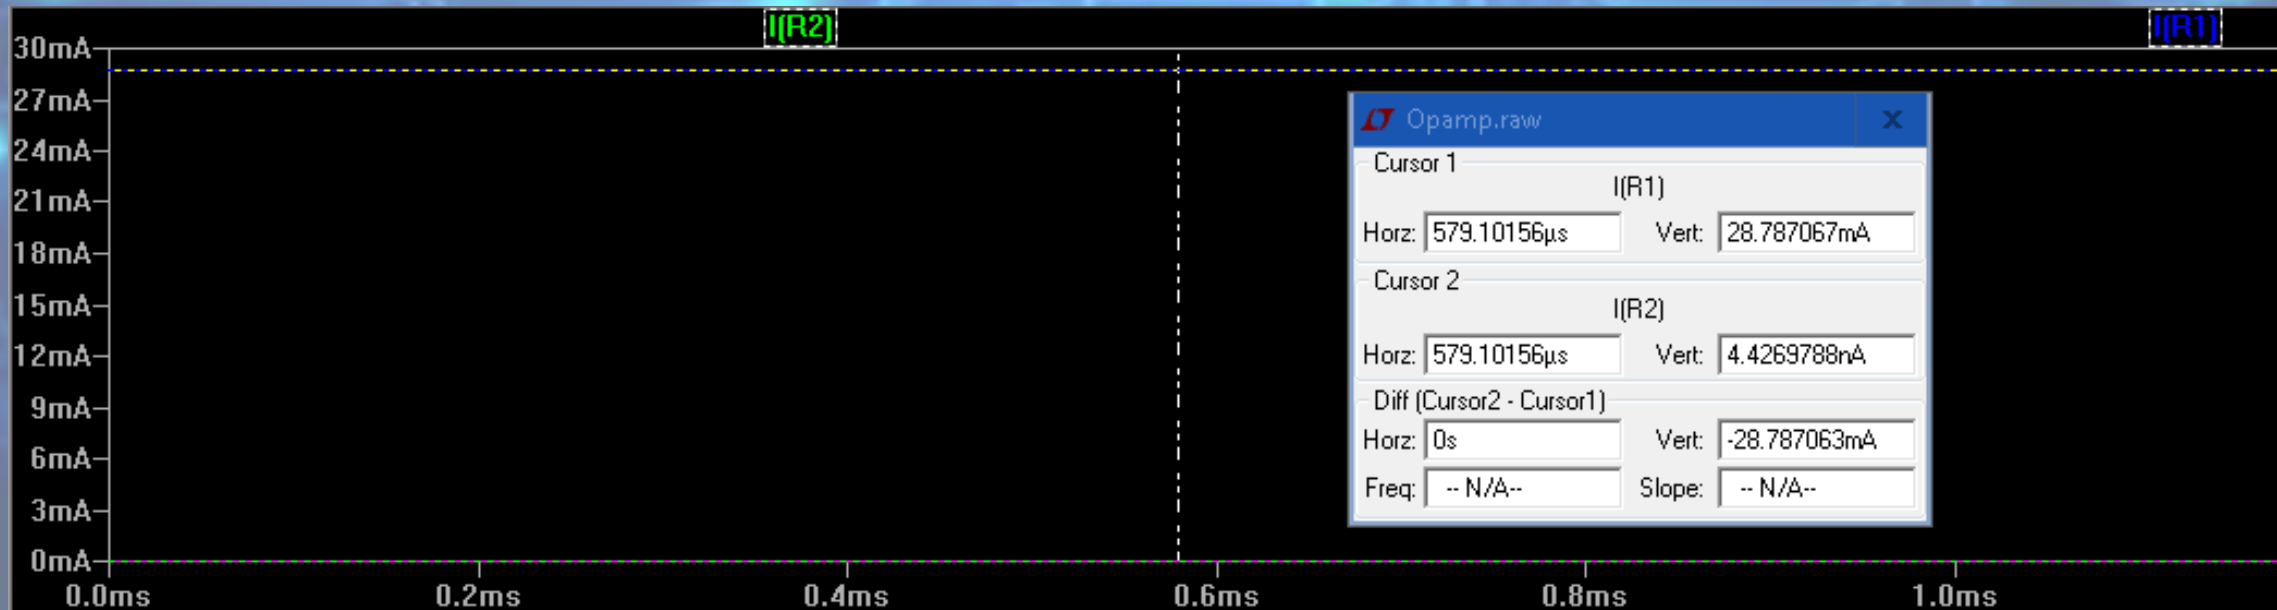 I(R2) I(R1)
30mA
27mA
24mA
21mA
18mA
15mA
12mA
9mA
6mA
3mA
0mA
0.0ms 0.2ms 0.4ms 0.6ms 0.8ms 1.0ms
Opamp.raw x
Cursor 1
I(R1)
Horz: 579.10156µs Vert: 28.787067mA
Cursor 2
I(R2)
Horz: 579.10156µs Vert: 4.4269788nA
Diff (Cursor2 - Cursor1)
Horz: 0s Vert: -28.787063mA
Freq: -- N/A-- Slope: -- N/A--